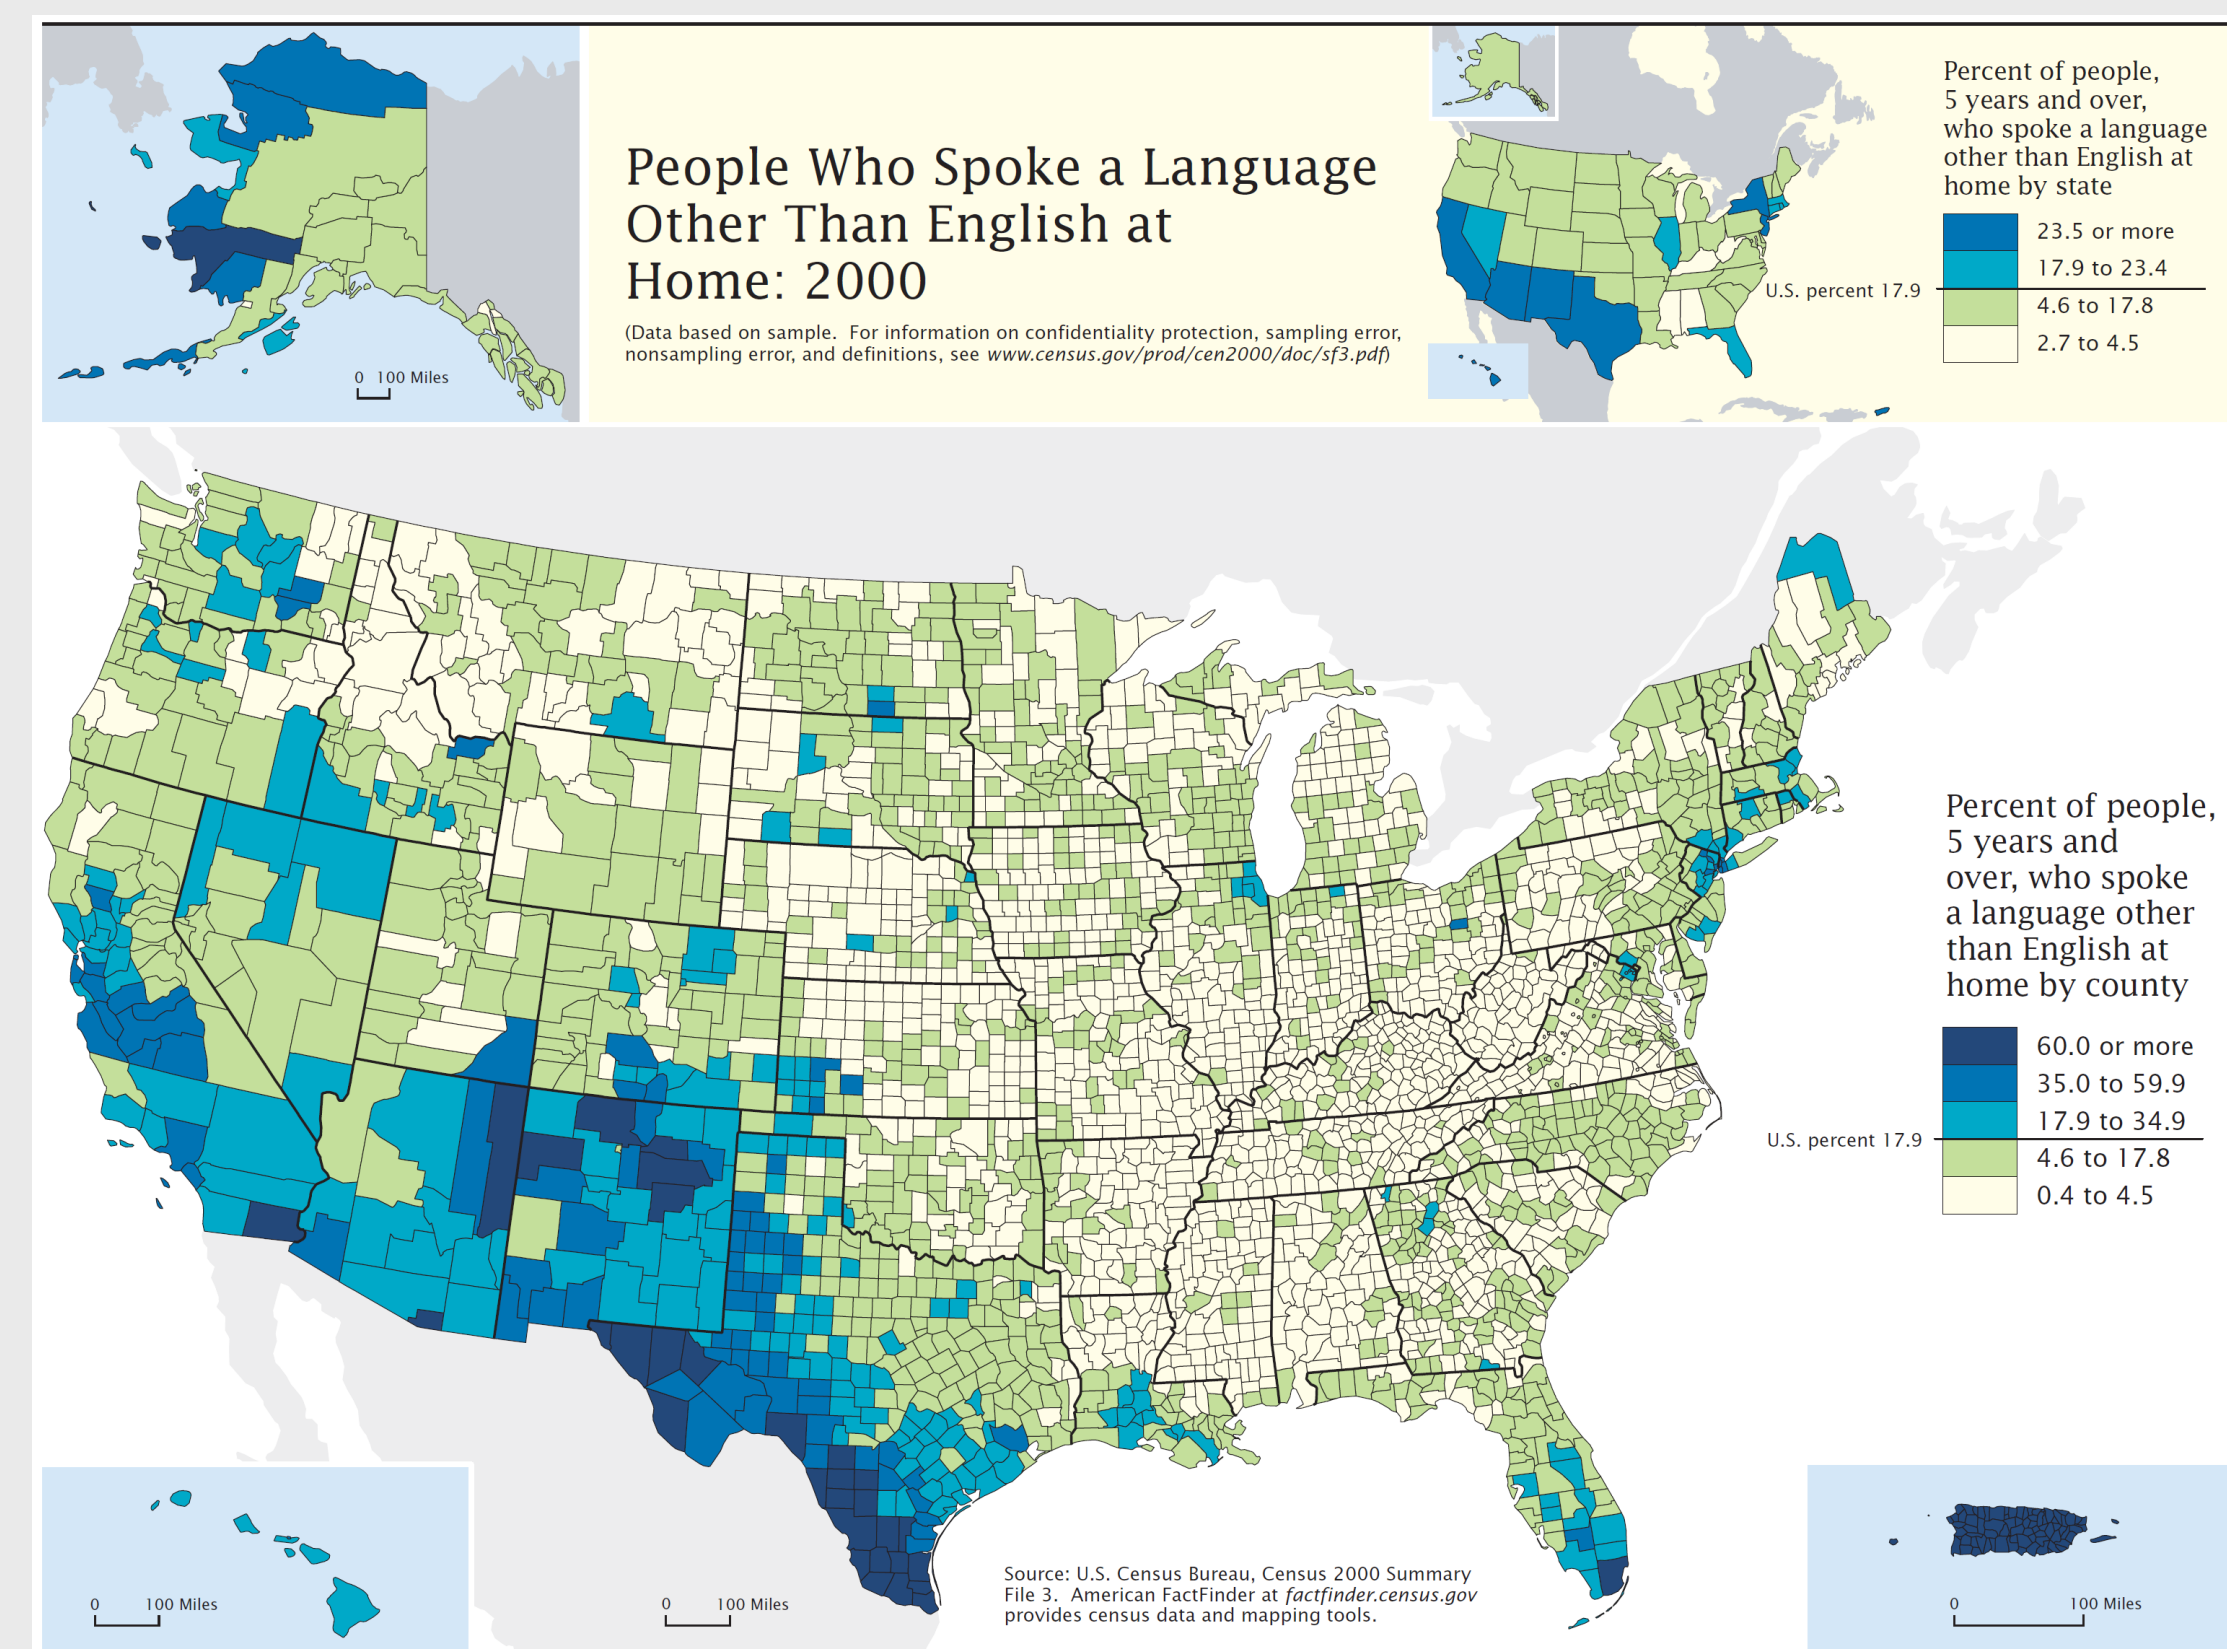 People Who Spoke a Language
Other Than English at
Home: 2000
(Data based on sample.  For information on confidentiality protection, sampling error,
nonsampling error, and definitions, see www.census.gov/prod/cen2000/doc/sf3.pdf)
0 100 Miles
Percent of people,
5 years and over,
who spoke a language
other than English at
home by state
23.5 or more
17.9 to 23.4
U.S. percent 17.9
4.6 to 17.8
2.7 to 4.5
Percent of people,
5 years and
over, who spoke
a language other
than English at
home by county
60.0 or more
35.0 to 59.9
17.9 to 34.9
U.S. percent 17.9
4.6 to 17.8
0.4 to 4.5
Source: U.S. Census Bureau, Census 2000 Summary
File 3.  American FactFinder at factfinder.census.gov
provides census data and mapping tools.
0 100 Miles
0 100 Miles
0 100 Miles